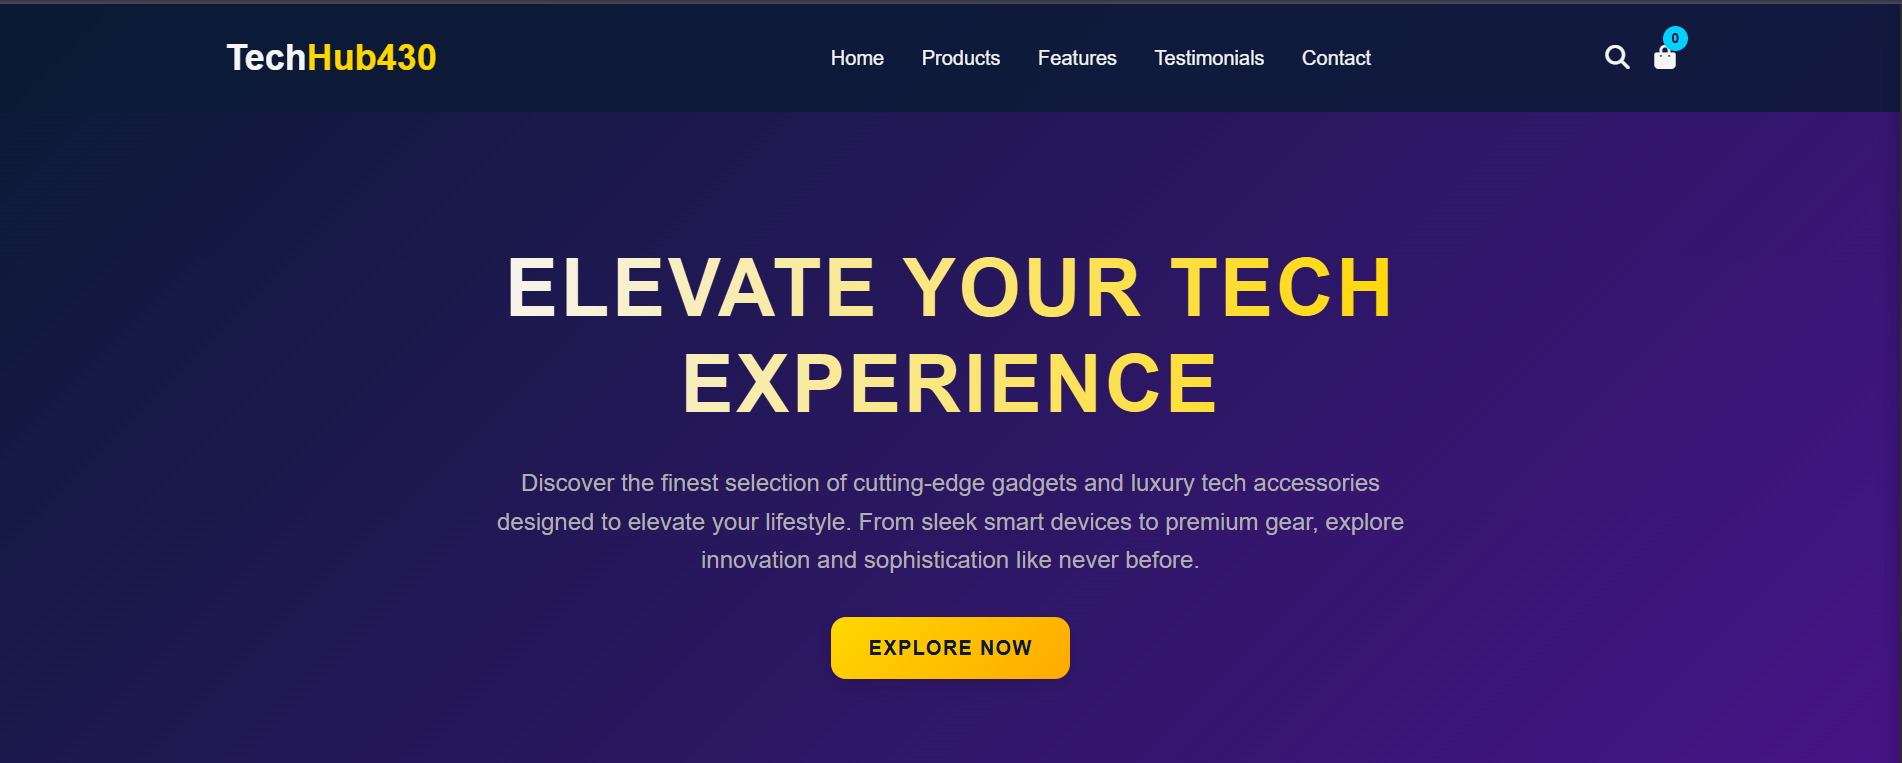 TechHub430
Home Products Features Testimonials Contact
0
ELEVATE YOUR TECH
EXPERIENCE
Discover the finest selection of cutting-edge gadgets and luxury tech accessories
designed to elevate your lifestyle. From sleek smart devices to premium gear, explore
innovation and sophistication like never before.
EXPLORE NOW